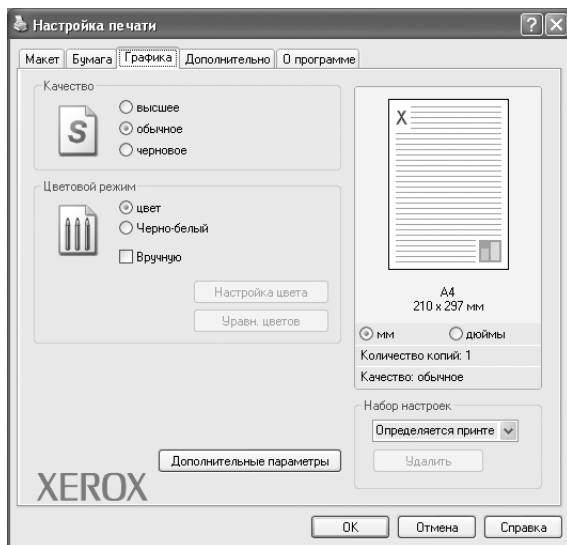 Настройка печати
Макет Бумага Графика Дополнительно О программе
Качество
S
высшее
обычное
черновое
Цветовой режим
цвет
Черно-белый
Вручную
Настройка цвета
Уравн. цветов
Дополнительные параметры
XEROX
X
A4
210 x 297 мм
мм дюймы
Количество копий: 1
Качество: обычное
Набор настроек
Определяется принте
Удалить
OK Отмена Справка